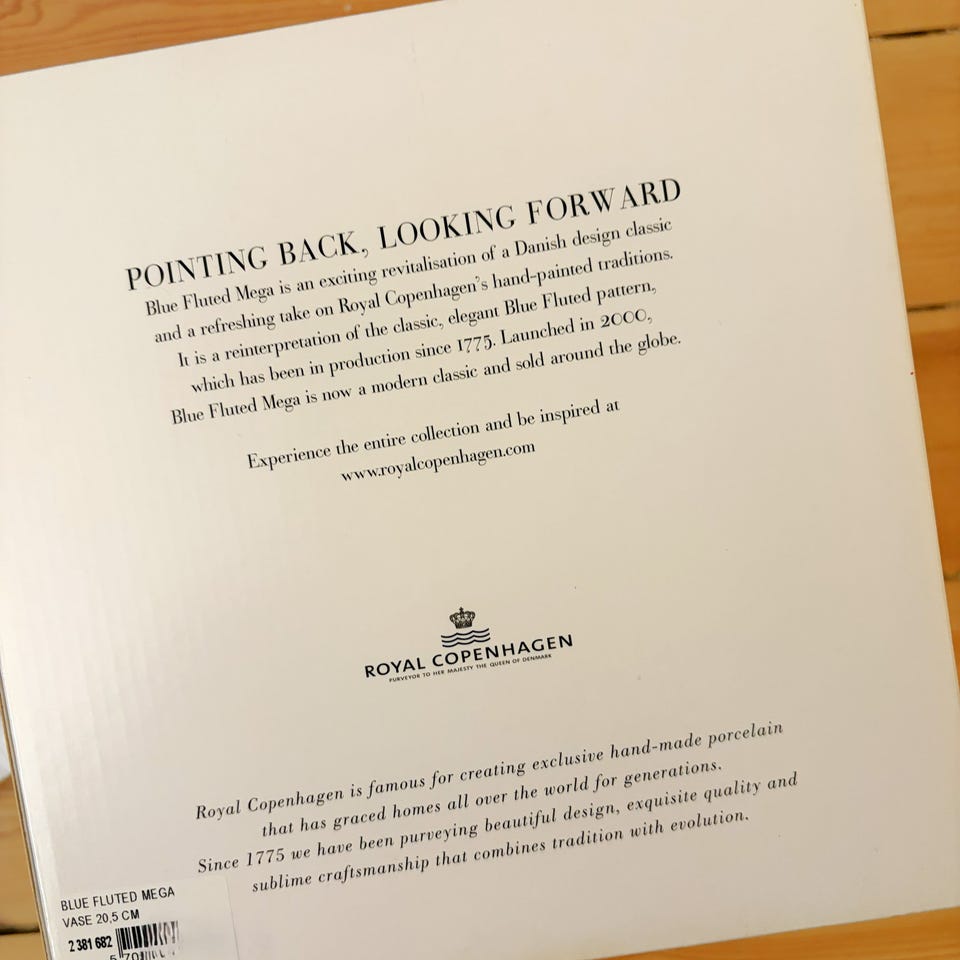 POINTING BACK, LOOKING FORWARD
Blue Fluted Mega is an exciting revitalisation of a Danish design classic
and a refreshing take on Royal Copenhagen's hand-painted traditions.
It is a reinterpretation of the classic, elegant Blue Fluted pattern,
which has been in production since 1775. Launched in 2000,
Blue Fluted Mega is now a modern classic and sold around the globe.
Experience the entire collection and be inspired at
www.royalcopenhagen.com
ROYAL COPENHAGEN
PURVEYOR TO HER MAJESTY THE QUEEN OF DENMARK
Royal Copenhagen is famous for creating exclusive hand-made porcelain
that has graced homes all over the world for generations.
Since 1775 we have been purveying beautiful design, exquisite quality and
sublime craftsmanship that combines tradition with evolution.
BLUE FLUTED MEGA
VASE 20,5 CM
2 381 682